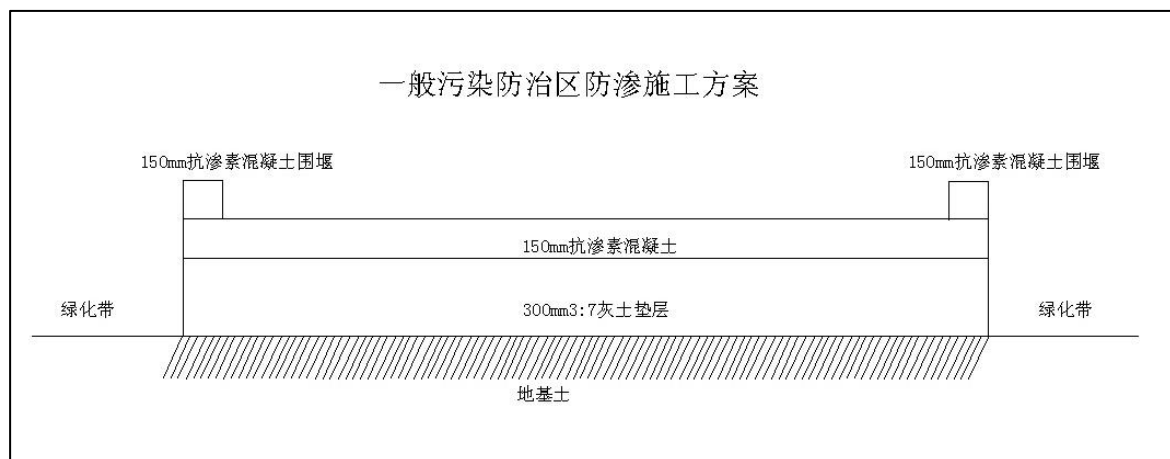 一般污染防治区防渗施工方案
150mm抗渗素混凝土围堰
150mm抗渗素混凝土围堰
150mm抗渗素混凝土
绿化带
300mm3:7灰土垫层
绿化带
地基土